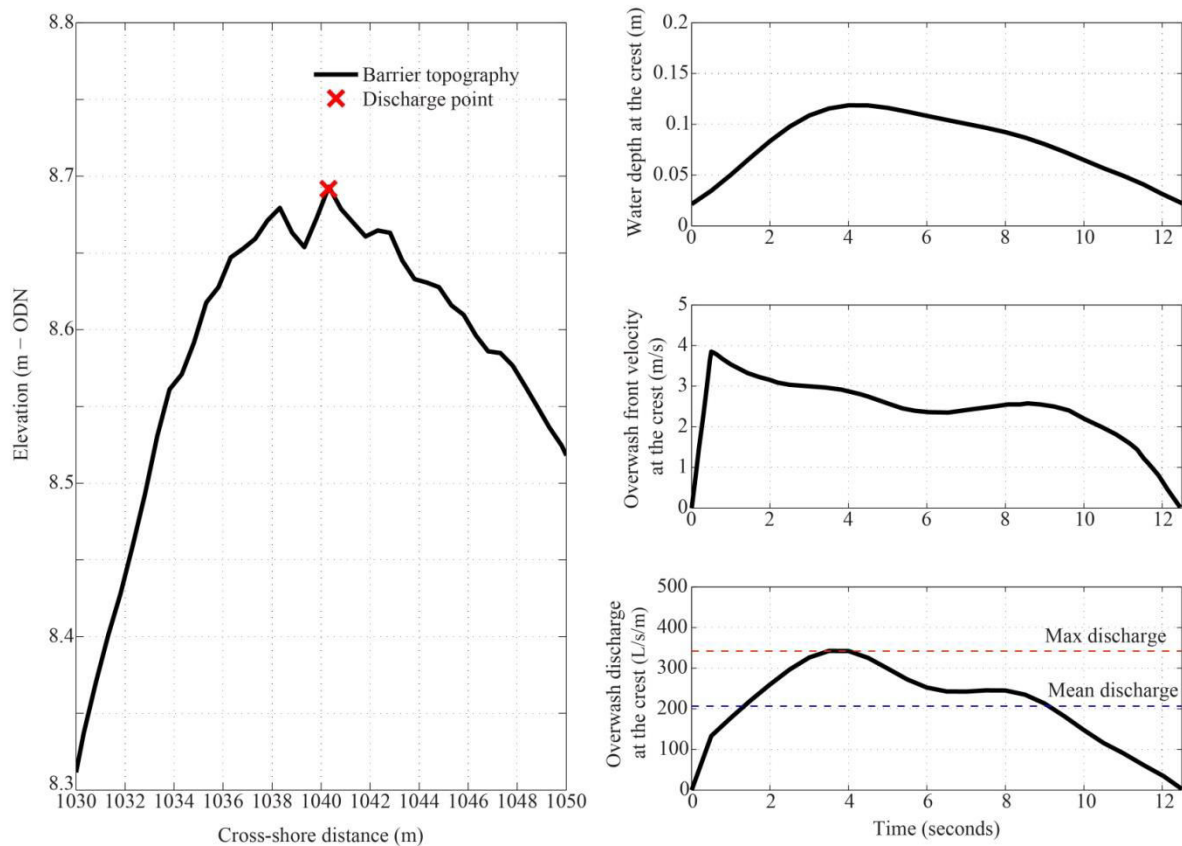 8.8
8.7
8.6
8.5
8.4
8.3
Elevation (m − ODN)
Barrier topography
Discharge point
1030 1032 1034 1036 1038 1040 1042 1044 1046 1048 1050
Cross-shore distance (m)
0.2
0.15
0.1
0.05
0
Water depth at the crest (m)
0 2 4 6 8 10 12
5
4
3
2
1
0
Overwash front velocity
at the crest (m/s)
0 2 4 6 8 10 12
500
400
300
200
100
0
Overwash discharge
at the crest (L/s/m)
Max discharge
Mean discharge
0 2 4 6 8 10 12
Time (seconds)